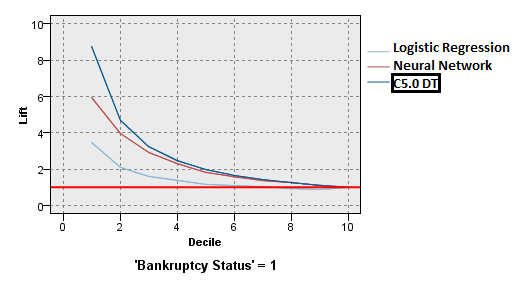 10
8
6
4
2
0
Lift
Logistic Regression
Neural Network
C5.0 DT
0 2 4 6 8 10
Decile
'Bankruptcy Status' = 1